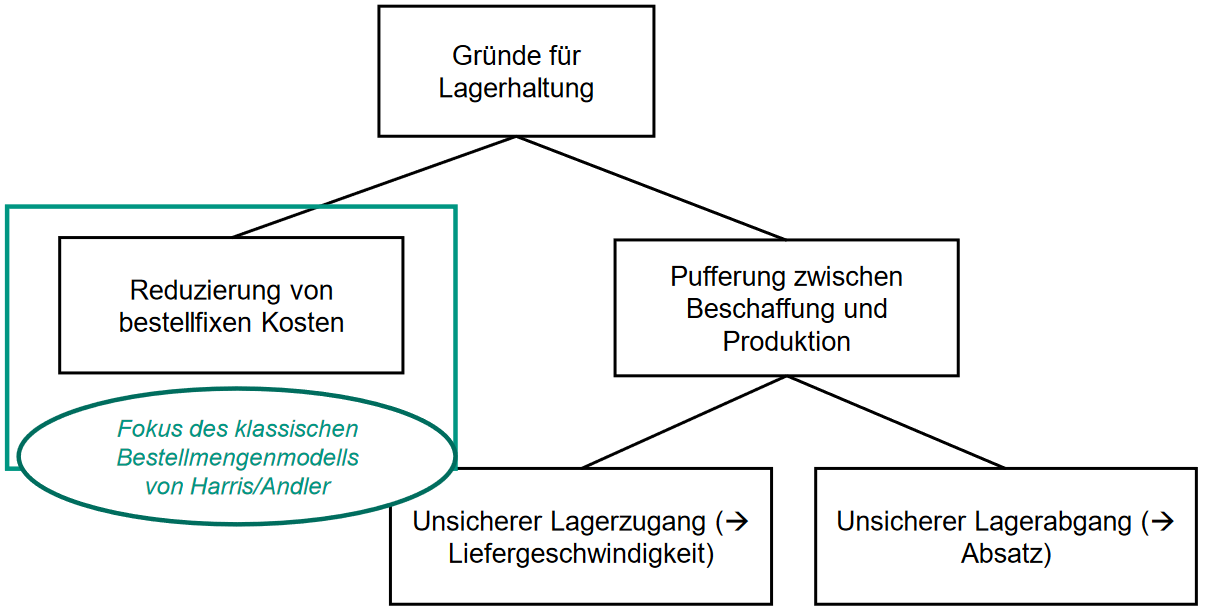 Gründe für
Lagerhaltung
Reduzierung von
bestellfixen Kosten
Pufferung zwischen
Beschaffung und
Produktion
Fokus des klassischen
Bestellmengenmodells
von Harris/Andler
Unsicherer Lagerzugang (→
Liefergeschwindigkeit)
Unsicherer Lagerabgang (→
Absatz)